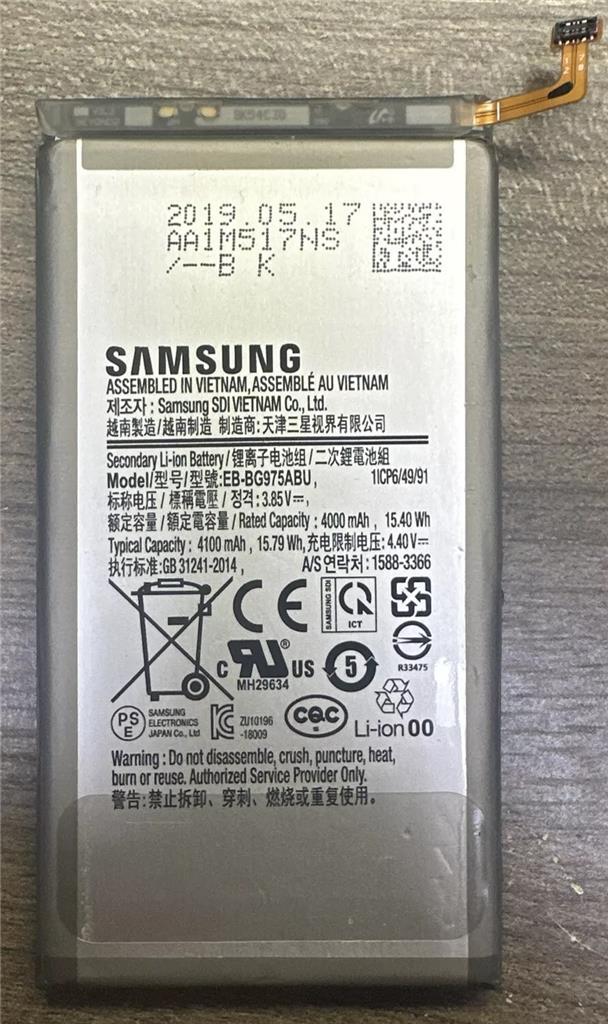 2019.05.17
AA1M517NS
/--B K
SAMSUNG
ASSEMBLED IN VIETNAM,ASSEMBLÉ AU VIETNAM
제조자 : Samsung SDI VIETNAM Co., Ltd.
越南製造/越南制造 制造商:天津三星视界有限公司
Secondary Li-ion Battery/锂离子电池组/二次鋰電池組
Model/型号/型號:EB-BG975ABU, 1ICP6/49/91
标称电压 / 標稱電壓 / 정격 : 3.85V⎓,
额定容量 / 額定電容量 / Rated Capacity : 4000 mAh , 15.40 Wh
Typical Capacity : 4100 mAh , 15.79 Wh, 充电限制电压: 4.40V⎓
执行标准:GB 31241-2014 , A/S 연락처 : 1588-3366
CE
SAMSUNG SDI
ICT
R33475
c RU ® US
MH29634
5
PSE
SAMSUNG
ELECTRONICS
JAPAN Co., Ltd.
ZU10196
-18009
CQC
Li-ion 00
Warning : Do not disassemble, crush, puncture, heat,
burn or reuse. Authorized Service Provider Only.
警告: 禁止拆卸、穿刺、燃烧或重复使用。